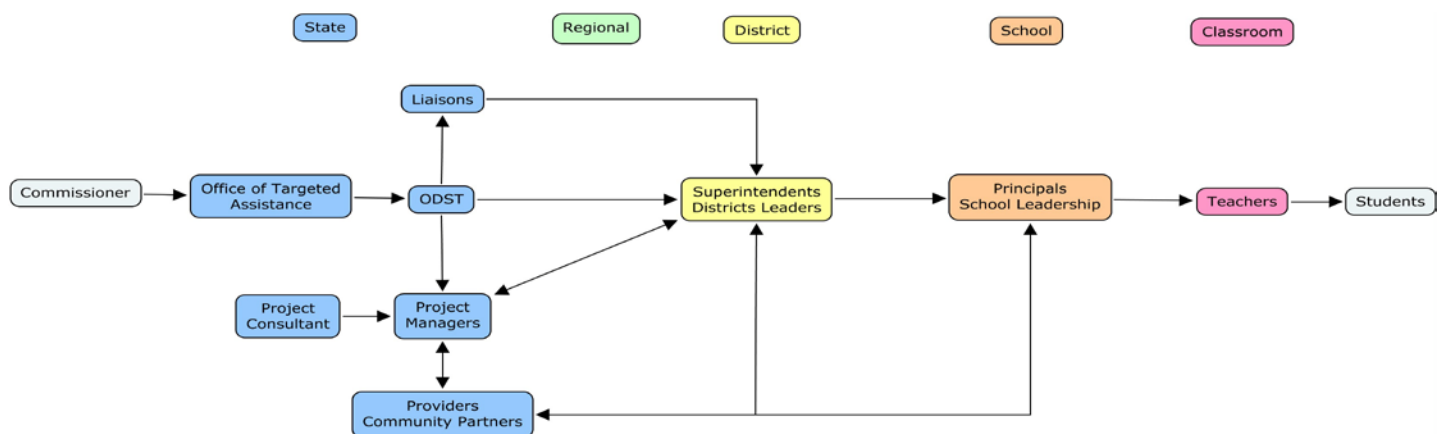 State
Regional
District
School
Classroom
Liaisons
Commissioner
Office of Targeted
Assistance
ODST
Superintendents
Districts Leaders
Principals
School Leadership
Teachers
Students
Project
Consultant
Project
Managers
Providers
Community Partners